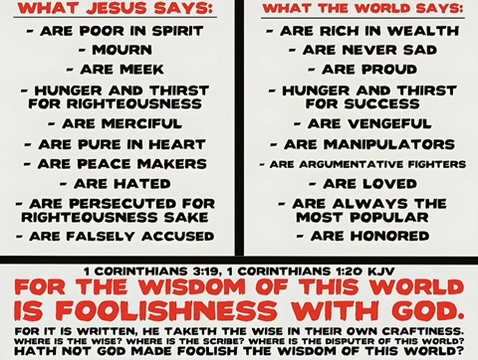 WHAT JESUS SAYS:
- ARE POOR IN SPIRIT
- MOURN
- ARE MEEK
- HUNGER AND THIRST
FOR RIGHTEOUSNESS
- ARE MERCIFUL
- ARE PURE IN HEART
- ARE PEACE MAKERS
- ARE HATED
- ARE PERSECUTED FOR
RIGHTEOUSNESS SAKE
- ARE FALSELY ACCUSED
WHAT THE WORLD SAYS:
- ARE RICH IN WEALTH
- ARE NEVER SAD
- ARE PROUD
- HUNGER AND THIRST
FOR SUCCESS
- ARE VENGEFUL
- ARE MANIPULATORS
- ARE ARGUMENTATIVE FIGHTERS
- ARE LOVED
- ARE ALWAYS THE
MOST POPULAR
- ARE HONORED
1 CORINTHIANS 3:19, 1 CORINTHIANS 1:20 KJV
FOR THE WISDOM OF THIS WORLD
IS FOOLISHNESS WITH GOD.
FOR IT IS WRITTEN, HE TAKETH THE WISE IN THEIR OWN CRAFTINESS.
WHERE IS THE WISE? WHERE IS THE SCRIBE? WHERE IS THE DISPUTER OF THIS WORLD?
HATH NOT GOD MADE FOOLISH THE WISDOM OF THIS WORLD?